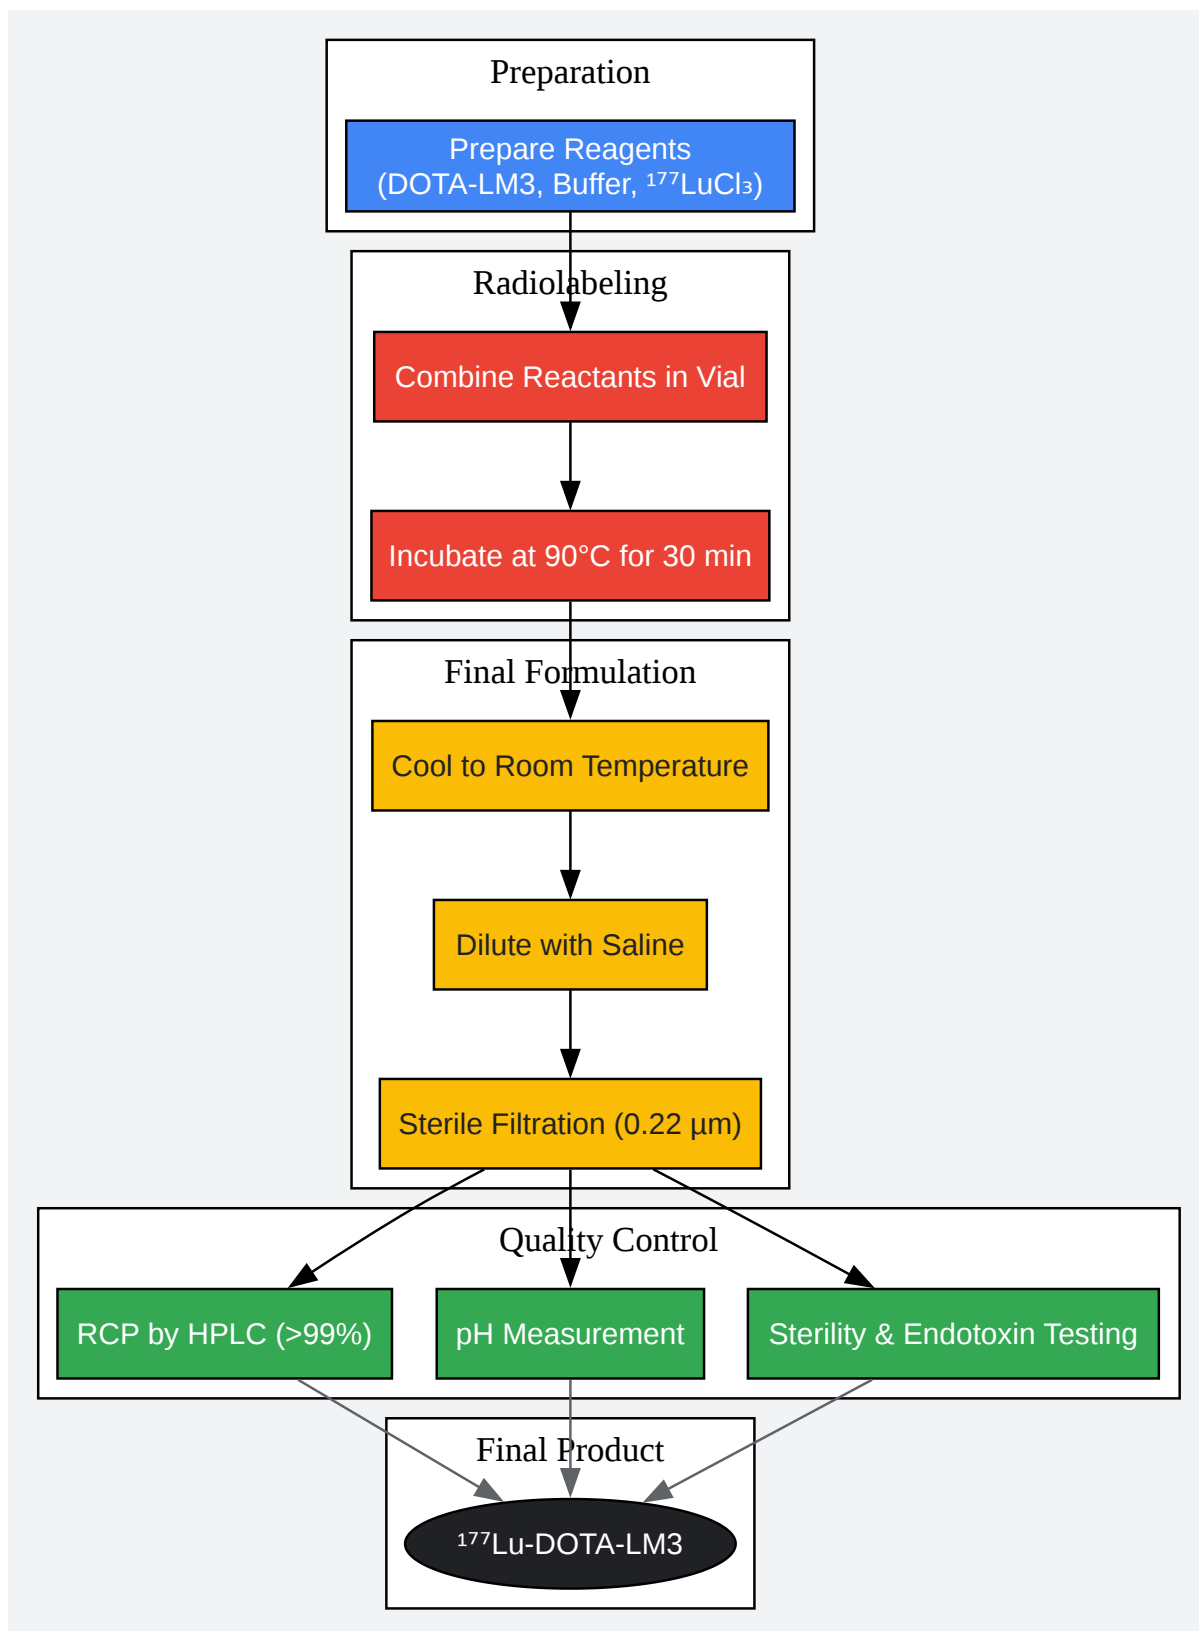 Preparation
Prepare Reagents
(DOTA-LM3, Buffer, ¹⁷⁷LuCl₃)
Radiolabeling
Combine Reactants in Vial
Incubate at 90°C for 30 min
Final Formulation
Cool to Room Temperature
Dilute with Saline
Sterile Filtration (0.22 µm)
Quality Control
RCP by HPLC (>99%)
pH Measurement
Sterility & Endotoxin Testing
Final Product
¹⁷⁷Lu-DOTA-LM3